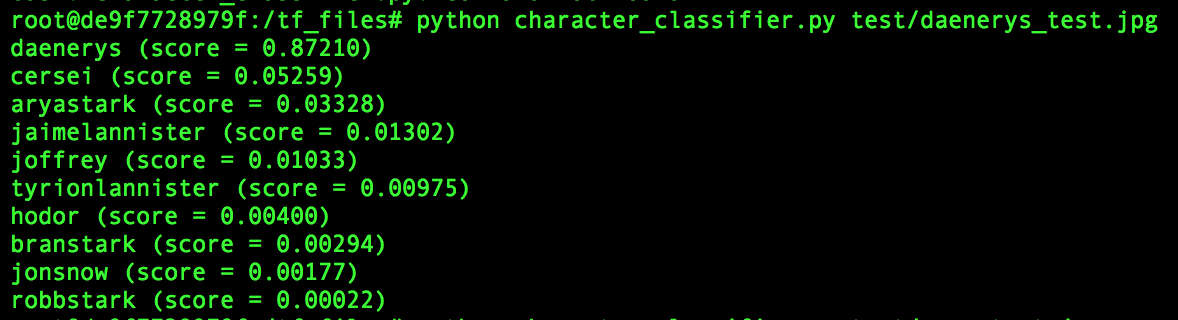 root@de9f7728979f:/tf_files# python character_classifier.py test/daenerys_test.jpg
daenerys (score = 0.87210)
cersei (score = 0.05259)
aryastark (score = 0.03328)
jaimelannister (score = 0.01302)
joffrey (score = 0.01033)
tyrionlannister (score = 0.00975)
hodor (score = 0.00400)
branstark (score = 0.00294)
jonsnow (score = 0.00177)
robbstark (score = 0.00022)